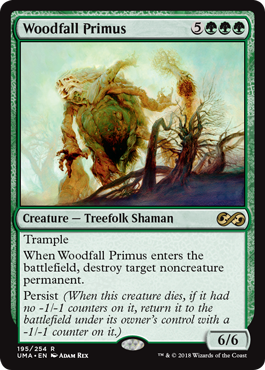 Woodfall Primus 5
Creature — Treefolk Shaman
Trample
When Woodfall Primus enters the
battlefield, destroy target noncreature
permanent.
Persist (When this creature dies, if it had
no -1/-1 counters on it, return it to the
battlefield under its owner's control with a
-1/-1 counter on it.)
6/6
195/254 R
UMA • EN Adam Rex ™ & © 2018 Wizards of the Coast